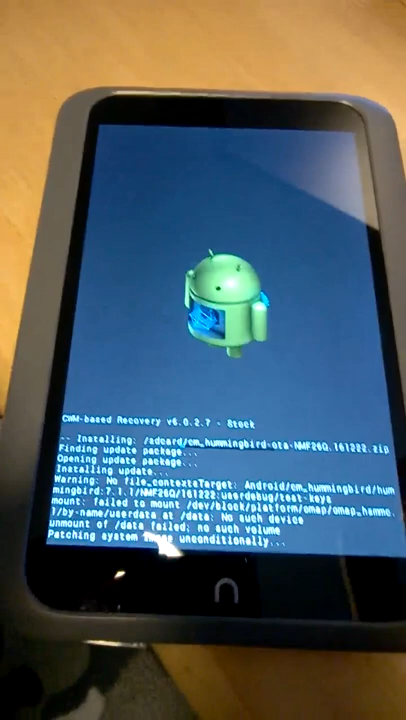 CWM-based Recovery v6.0.2.7 - Stock
-- Installing: /sdcard/cm_hummingbird-ota-NMF26Q.161222.zip
Finding update package...
Opening update package...
Installing update...
Warning: No file_contextsTarget: Android/cm_hummingbird/hum
mingbird:7.1.1/NMF26Q/161222:userdebug/test-keys
mount: failed to mount /dev/block/platform/omap/omap_hsmmc.
1/by-name/userdata at /data: No such device
unmount of /data failed; no such volume
Patching system image unconditionally...